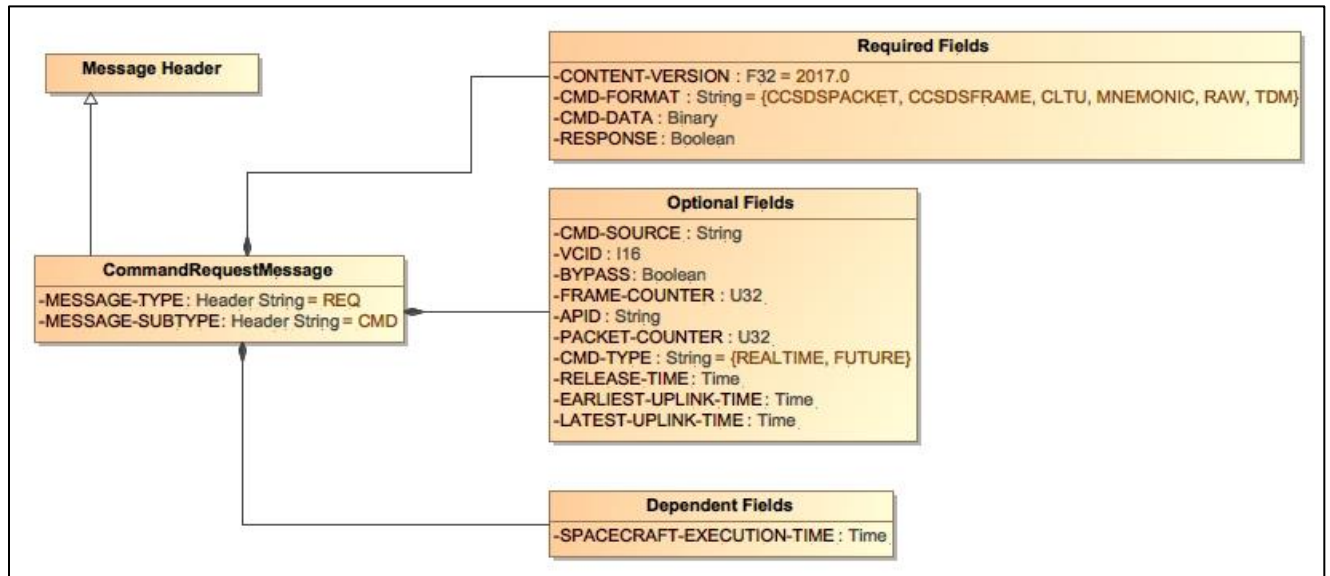 Message Header
Required Fields
-CONTENT-VERSION : F32 = 2017.0
-CMD-FORMAT : String = {CCSDSPACKET, CCSDSFRAME, CLTU, MNEMONIC, RAW, TDM}
-CMD-DATA : Binary
-RESPONSE : Boolean
Optional Fields
-CMD-SOURCE : String
-VCID : I16
-BYPASS: Boolean
-FRAME-COUNTER : U32
-APID : String
-PACKET-COUNTER : U32
-CMD-TYPE : String = {REALTIME, FUTURE}
-RELEASE-TIME : Time
-EARLIEST-UPLINK-TIME : Time
-LATEST-UPLINK-TIME : Time
CommandRequestMessage
-MESSAGE-TYPE : Header String = REQ
-MESSAGE-SUBTYPE : Header String = CMD
Dependent Fields
-SPACECRAFT-EXECUTION-TIME : Time